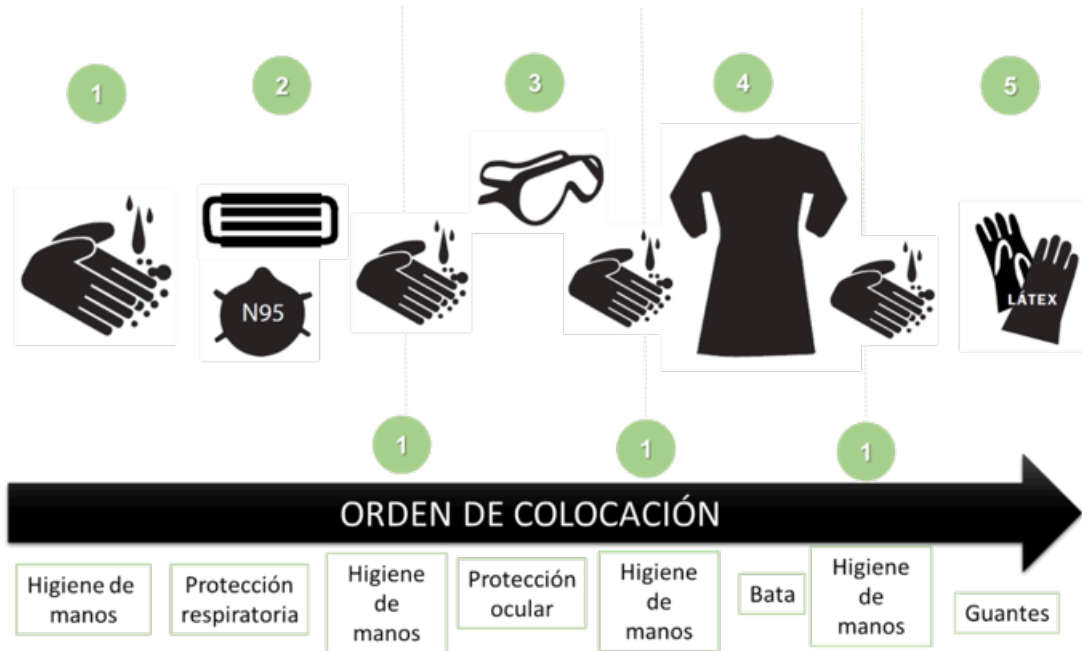 1
2
3
4
5
N95
LÁTEX
1
1
1
ORDEN DE COLOCACIÓN
Higiene de
manos
Protección
respiratoria
Higiene
de
manos
Protección
ocular
Higiene
de
manos
Bata
Higiene
de
manos
Guantes